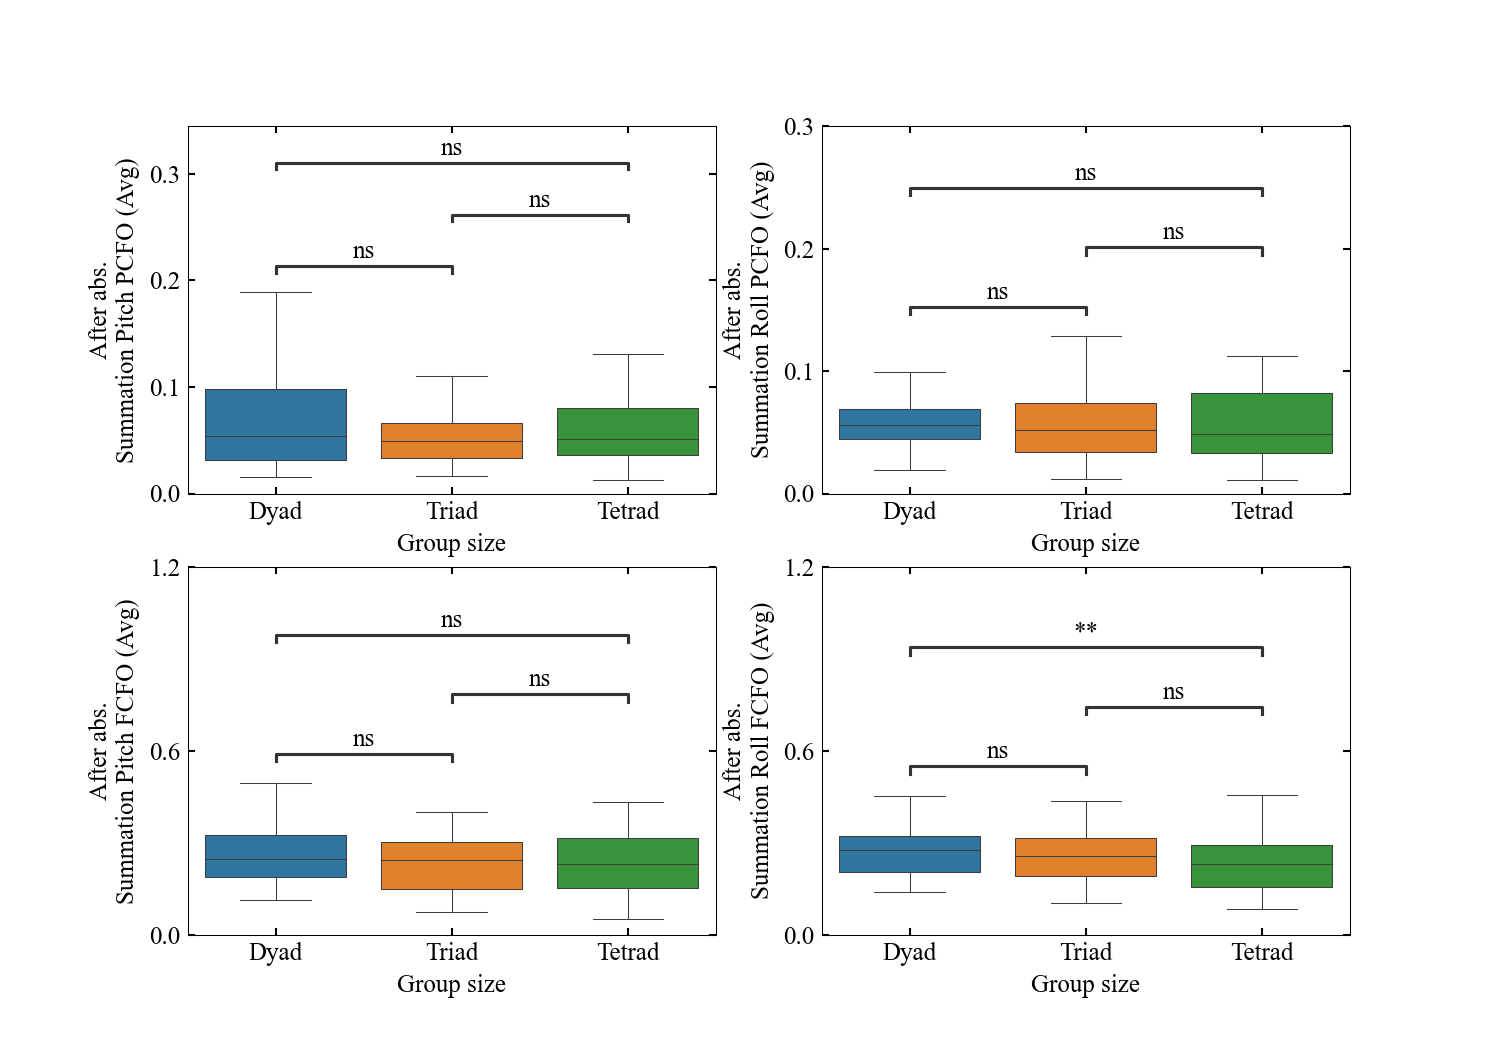 After abs.
Summation Pitch PCFO (Avg)
0.3
0.2
0.1
0.0
ns
ns
ns
Dyad
Triad
Tetrad
Group size
After abs.
Summation Roll PCFO (Avg)
0.3
0.2
0.1
0.0
ns
ns
ns
Dyad
Triad
Tetrad
Group size
After abs.
Summation Pitch FCFO (Avg)
1.2
0.6
0.0
ns
ns
ns
Dyad
Triad
Tetrad
Group size
After abs.
Summation Roll FCFO (Avg)
1.2
0.6
0.0
**
ns
ns
Dyad
Triad
Tetrad
Group size